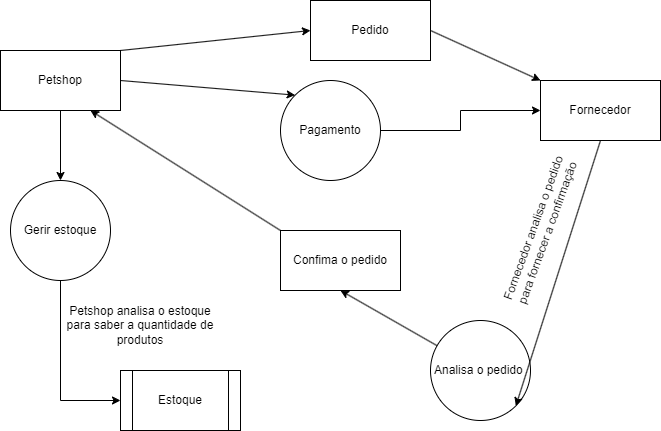 Pedido
Petshop
Fornecedor
Pagamento
Fornecedor analisa o pedido
para fornecer a confirmação
Gerir estoque
Confima o pedido
Petshop analisa o estoque
para saber a quantidade de
produtos
Analisa o pedido
Estoque